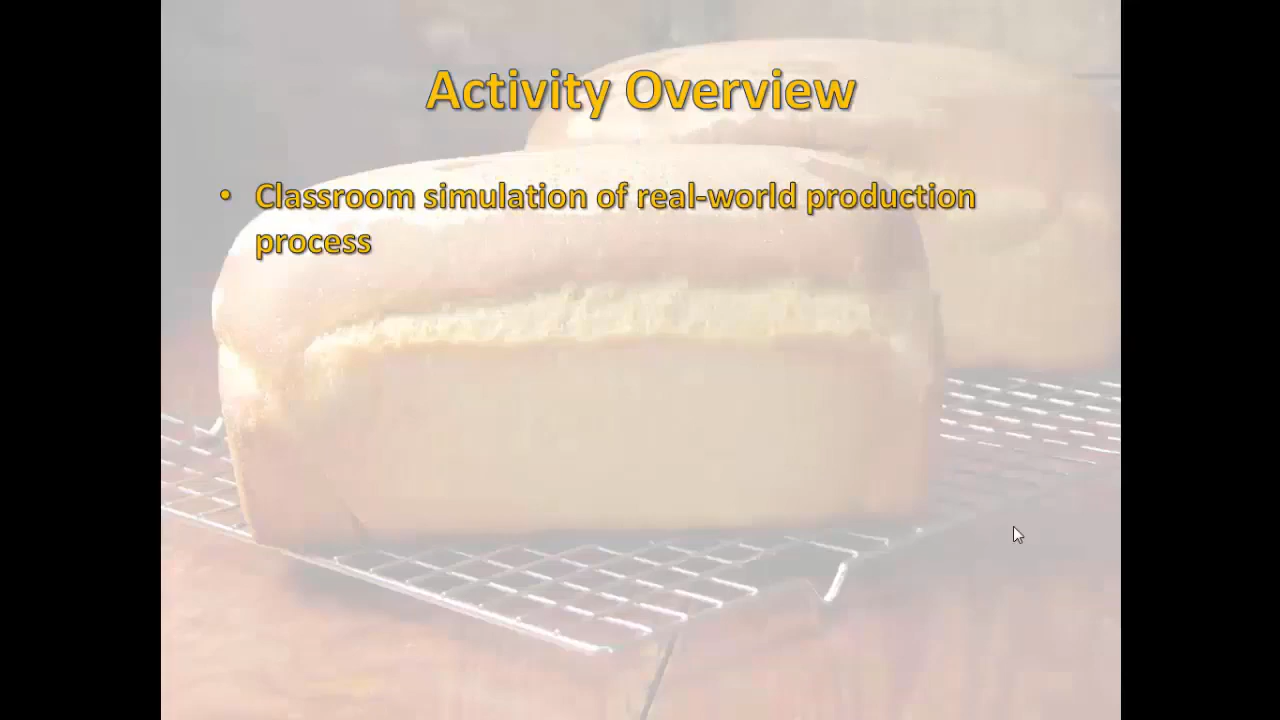 Activity Overview
• Classroom simulation of real-world production
process